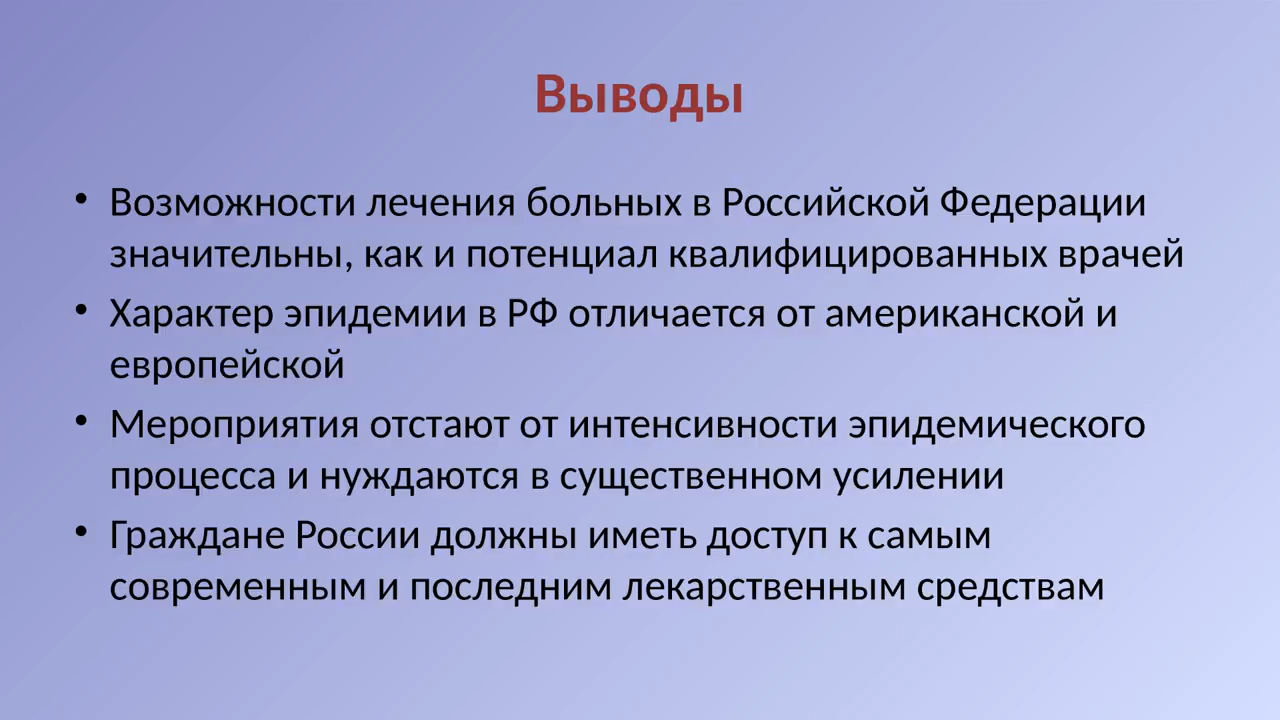 Выводы
• Возможности лечения больных в Российской Федерации
значительны, как и потенциал квалифицированных врачей
• Характер эпидемии в РФ отличается от американской и
европейской
• Мероприятия отстают от интенсивности эпидемического
процесса и нуждаются в существенном усилении
• Граждане России должны иметь доступ к самым
современным и последним лекарственным средствам